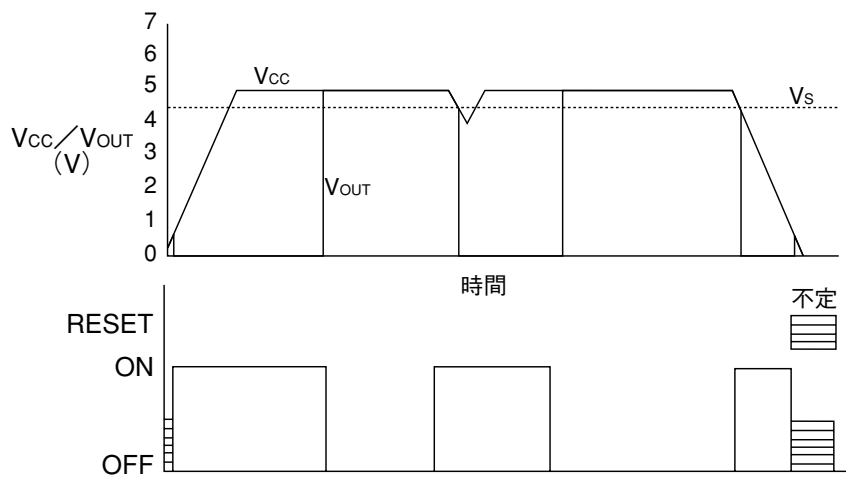 7
6
5
4
3
2
1
0
VCC/VOUT
(V)
VCC
VS
VOUT
時間
不定
RESET
ON
OFF